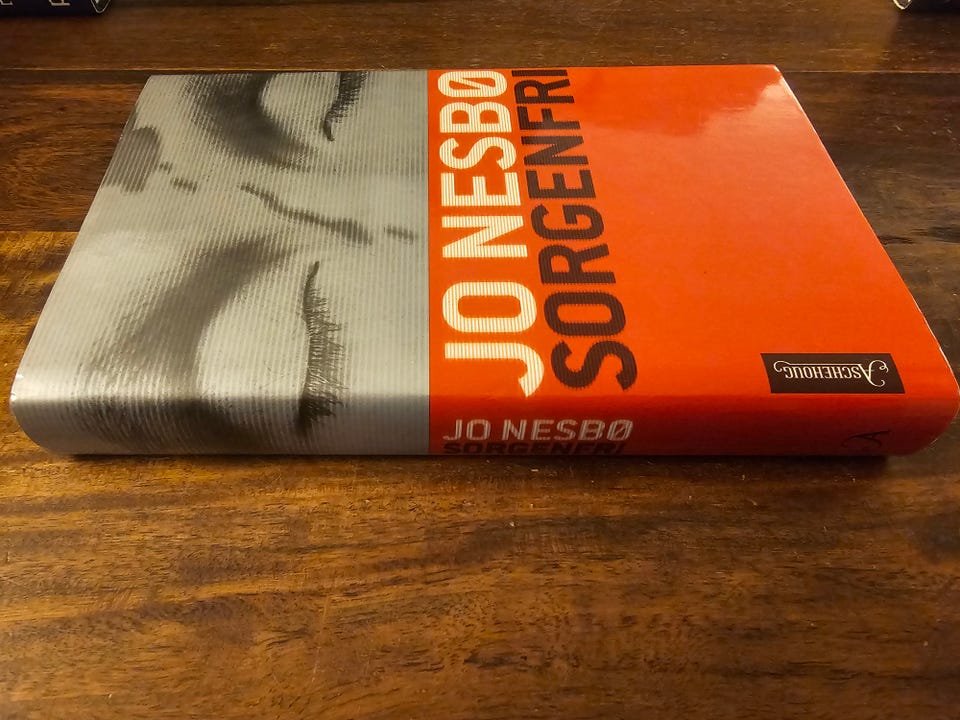 JO NESBØ
SORGENFRI
ASCHEHOUG
JO NESBØ
SORGENFRI
A